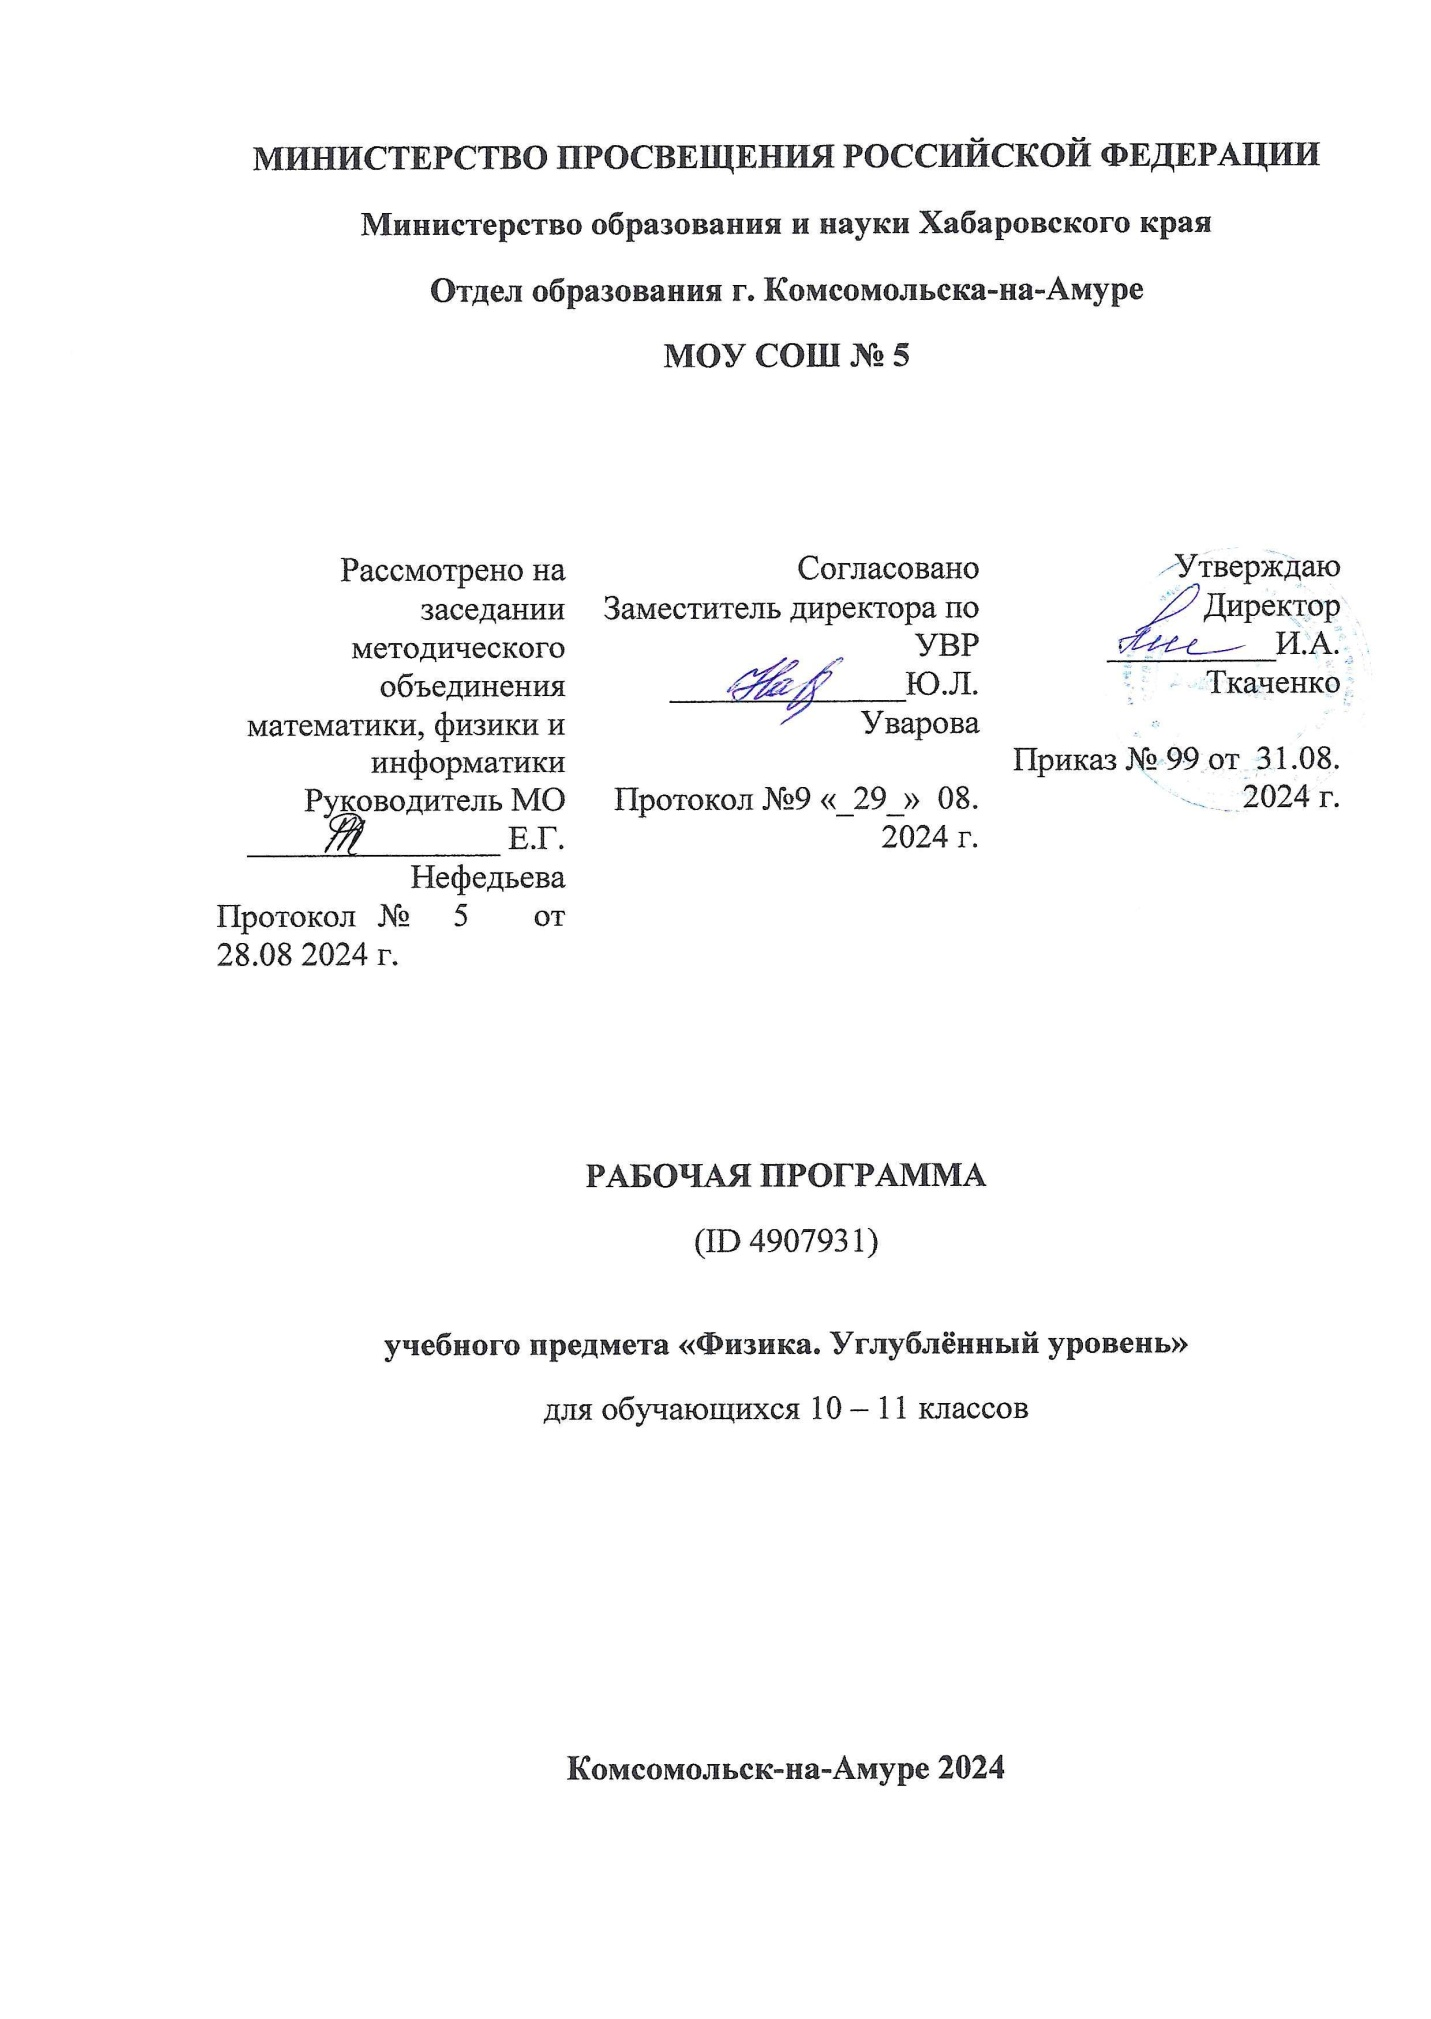 МИНИСТЕРСТВО ПРОСВЕЩЕНИЯ РОССИЙСКОЙ ФЕДЕРАЦИИ
Министерство образования и науки Хабаровского края
Отдел образования г. Комсомольска-на-Амуре
МОУ СОШ № 5
Рассмотрено на
заседании
методического
объединения
математики, физики и
информатики
Руководитель МО
_______________ Е.Г.
Нефедьева
Протокол № 5 от
28.08 2024 г.
Согласовано
Заместитель директора по
УВР
______________Ю.Л.
Уварова
Протокол №9 «_29_» 08.
2024 г.
Утверждаю
Директор
__________И.А.
Ткаченко
Приказ № 99 от 31.08.
2024 г.
РАБОЧАЯ ПРОГРАММА
(ID 4907931)
учебного предмета «Физика. Углублённый уровень»
для обучающихся 10 – 11 классов
Комсомольск-на-Амуре 2024